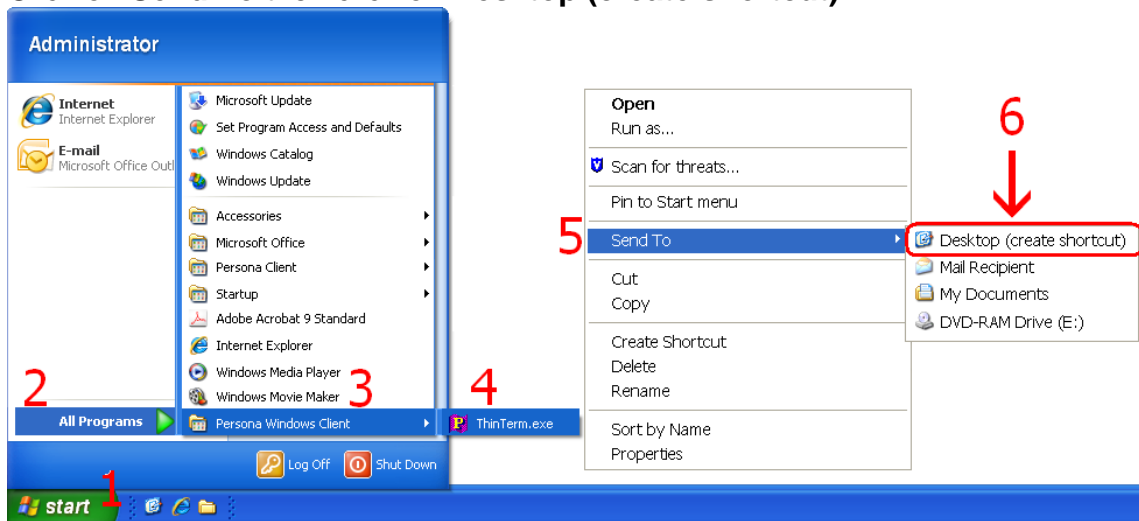 Administrator
Internet
Internet Explorer
E-mail
Microsoft Office Outl
Microsoft Update
Set Program Access and Defaults
Windows Catalog
Windows Update
Accessories
Microsoft Office
Persona Client
Startup
Adobe Acrobat 9 Standard
Internet Explorer
Windows Media Player
Windows Movie Maker
3
2
All Programs
Persona Windows Client
4
ThinTerm.exe
Log Off
Shut Down
1
start
Open
Run as...
Scan for threats...
Pin to Start menu
5
Send To
Cut
Copy
Create Shortcut
Delete
Rename
Sort by Name
Properties
6
Desktop (create shortcut)
Mail Recipient
My Documents
DVD-RAM Drive (E:)